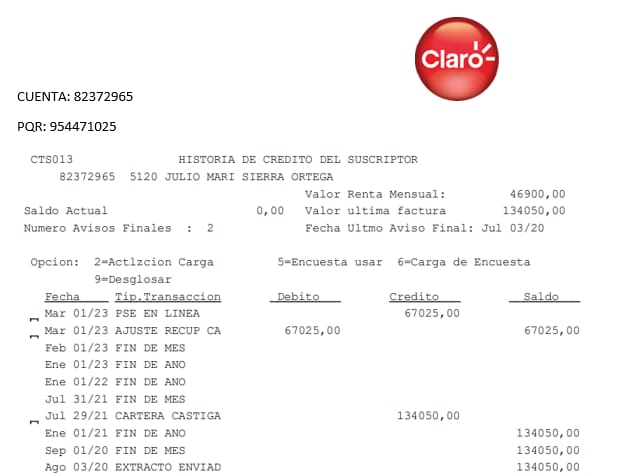 Claro
CUENTA: 82372965
PQR: 954471025
CTS013 HISTORIA DE CREDITO DEL SUSCRIPTOR
82372965 5120 JULIO MARI SIERRA ORTEGA
Valor Renta Mensual: 46900,00
Saldo Actual 0,00 Valor ultima factura 134050,00
Numero Avisos Finales : 2 Fecha Ultmo Aviso Final: Jul 03/20
Opcion: 2=Actlzcion Carga 5=Encuesta usar 6=Carga de Encuesta
9=Desglosar
Fecha Tip.Transaccion Debito Credito Saldo
Mar 01/23 PSE EN LINEA 67025,00
Mar 01/23 AJUSTE RECUP CA 67025,00 67025,00
Feb 01/23 FIN DE MES
Ene 01/23 FIN DE ANO
Ene 01/22 FIN DE ANO
Jul 31/21 FIN DE MES
Jul 29/21 CARTERA CASTIGA 134050,00
Ene 01/21 FIN DE ANO 134050,00
Sep 01/20 FIN DE MES 134050,00
Ago 03/20 EXTRACTO ENVIAD 134050,00